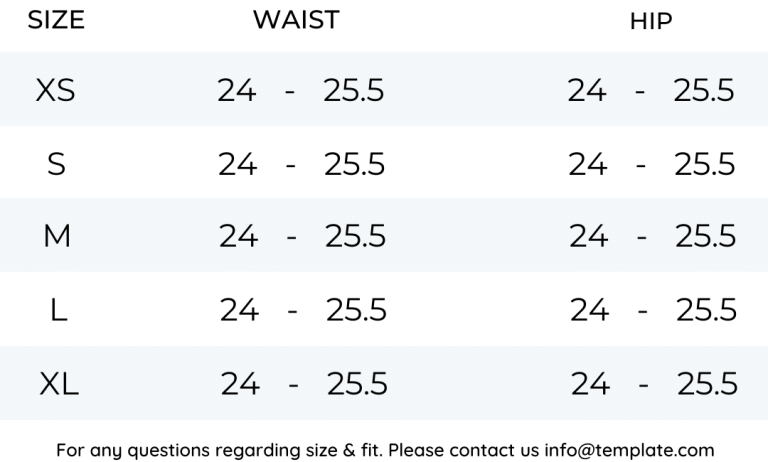 SIZE WAIST HIP
XS 24 - 25.5 24 - 25.5
S 24 - 25.5 24 - 25.5
M 24 - 25.5 24 - 25.5
L 24 - 25.5 24 - 25.5
XL 24 - 25.5 24 - 25.5
For any questions regarding size & fit. Please contact us info@template.com